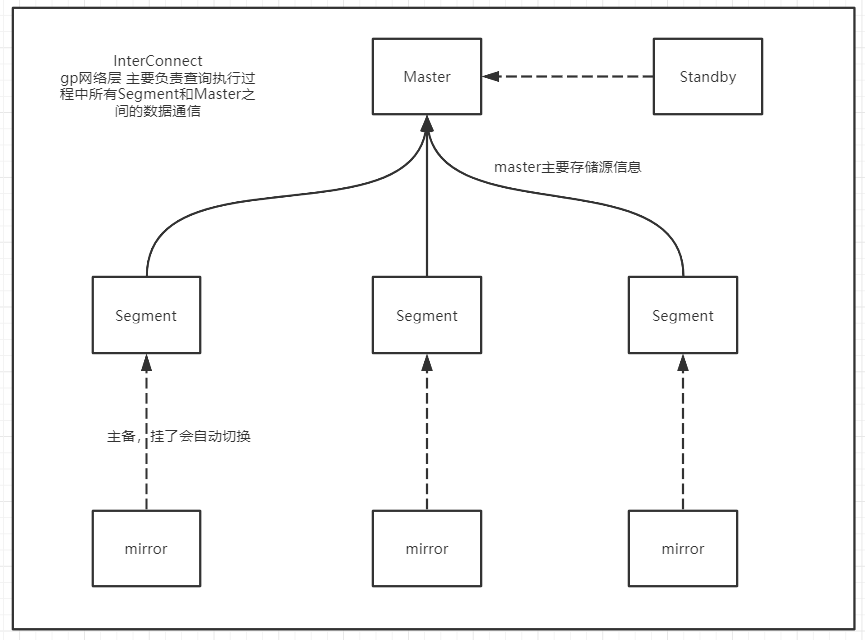 InterConnect
gp网络层 主要负责查询执行过
程中所有Segment和Master之
间的数据通信
Master
Standby
master主要存储源信息
Segment
Segment
Segment
主备，挂了会自动切换
mirror
mirror
mirror